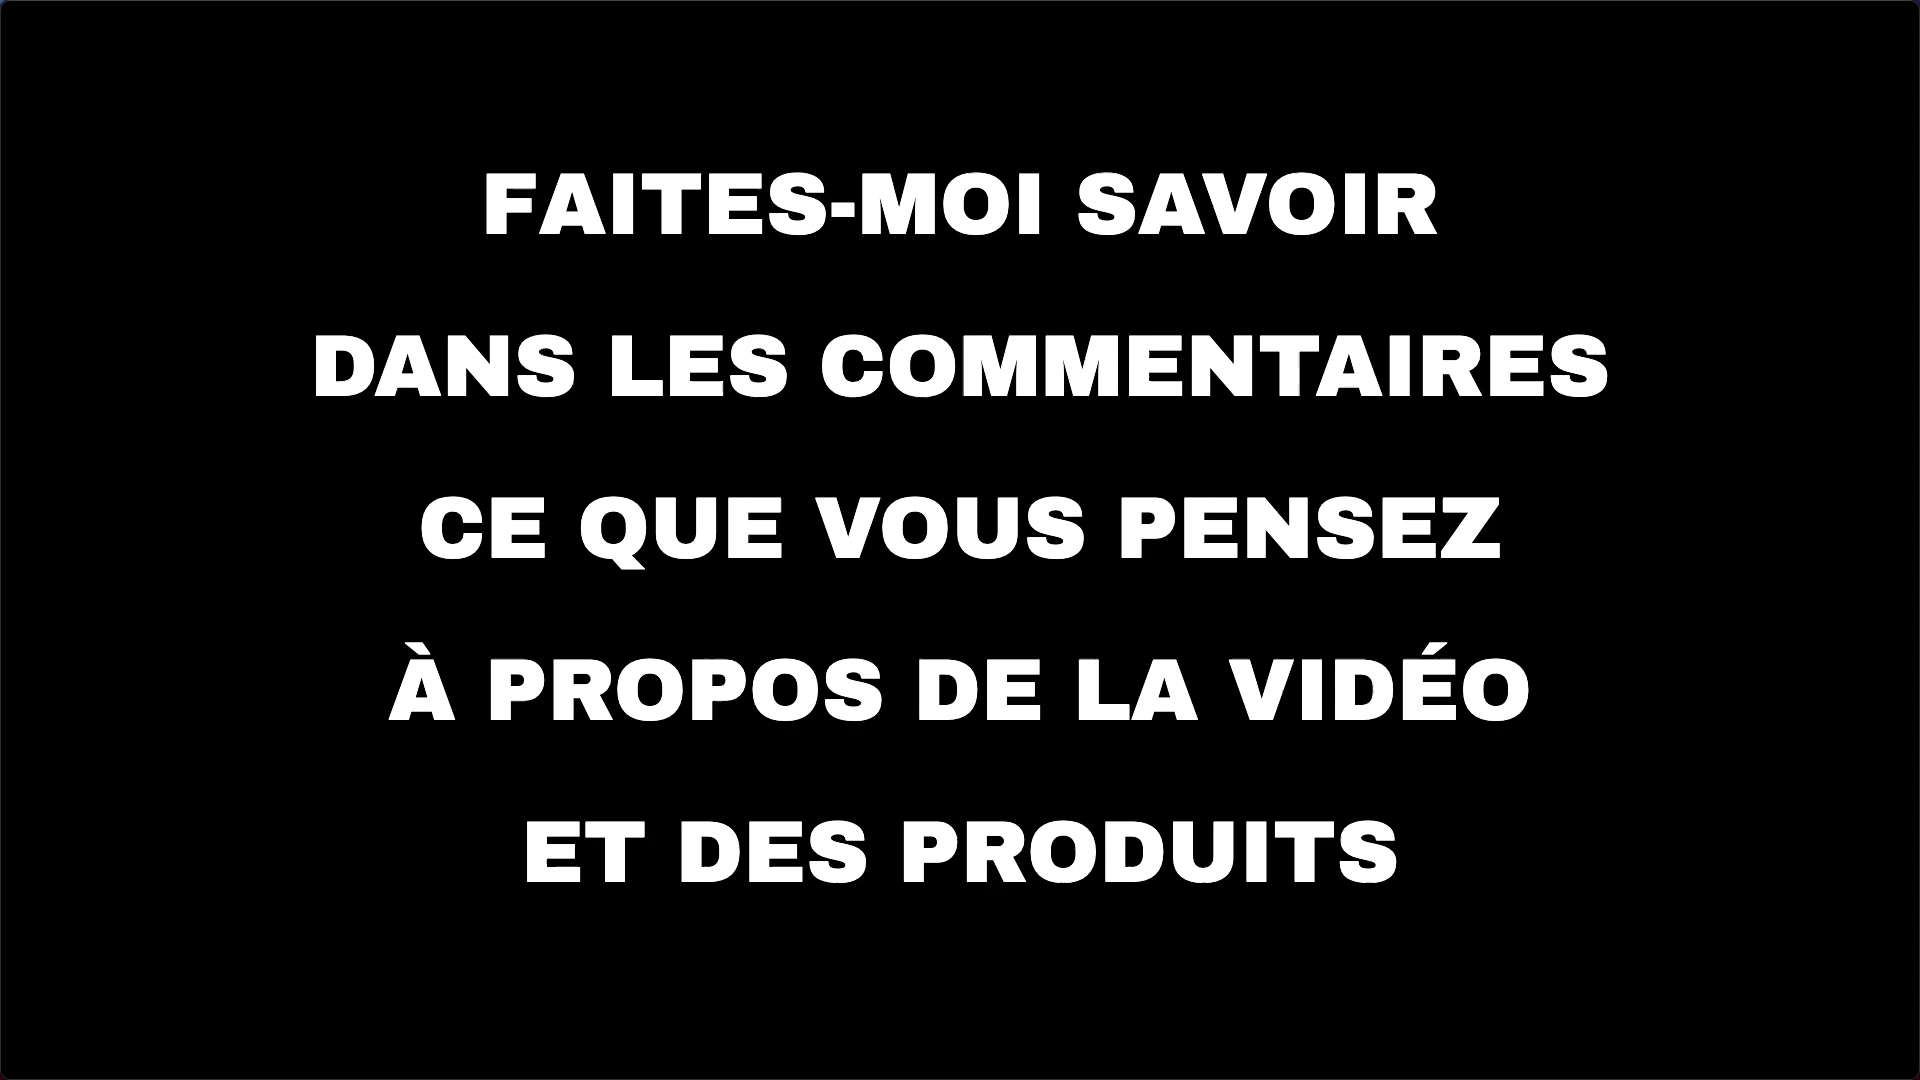 FAITES-MOI SAVOIR
DANS LES COMMENTAIRES
CE QUE VOUS PENSEZ
À PROPOS DE LA VIDÉO
ET DES PRODUITS